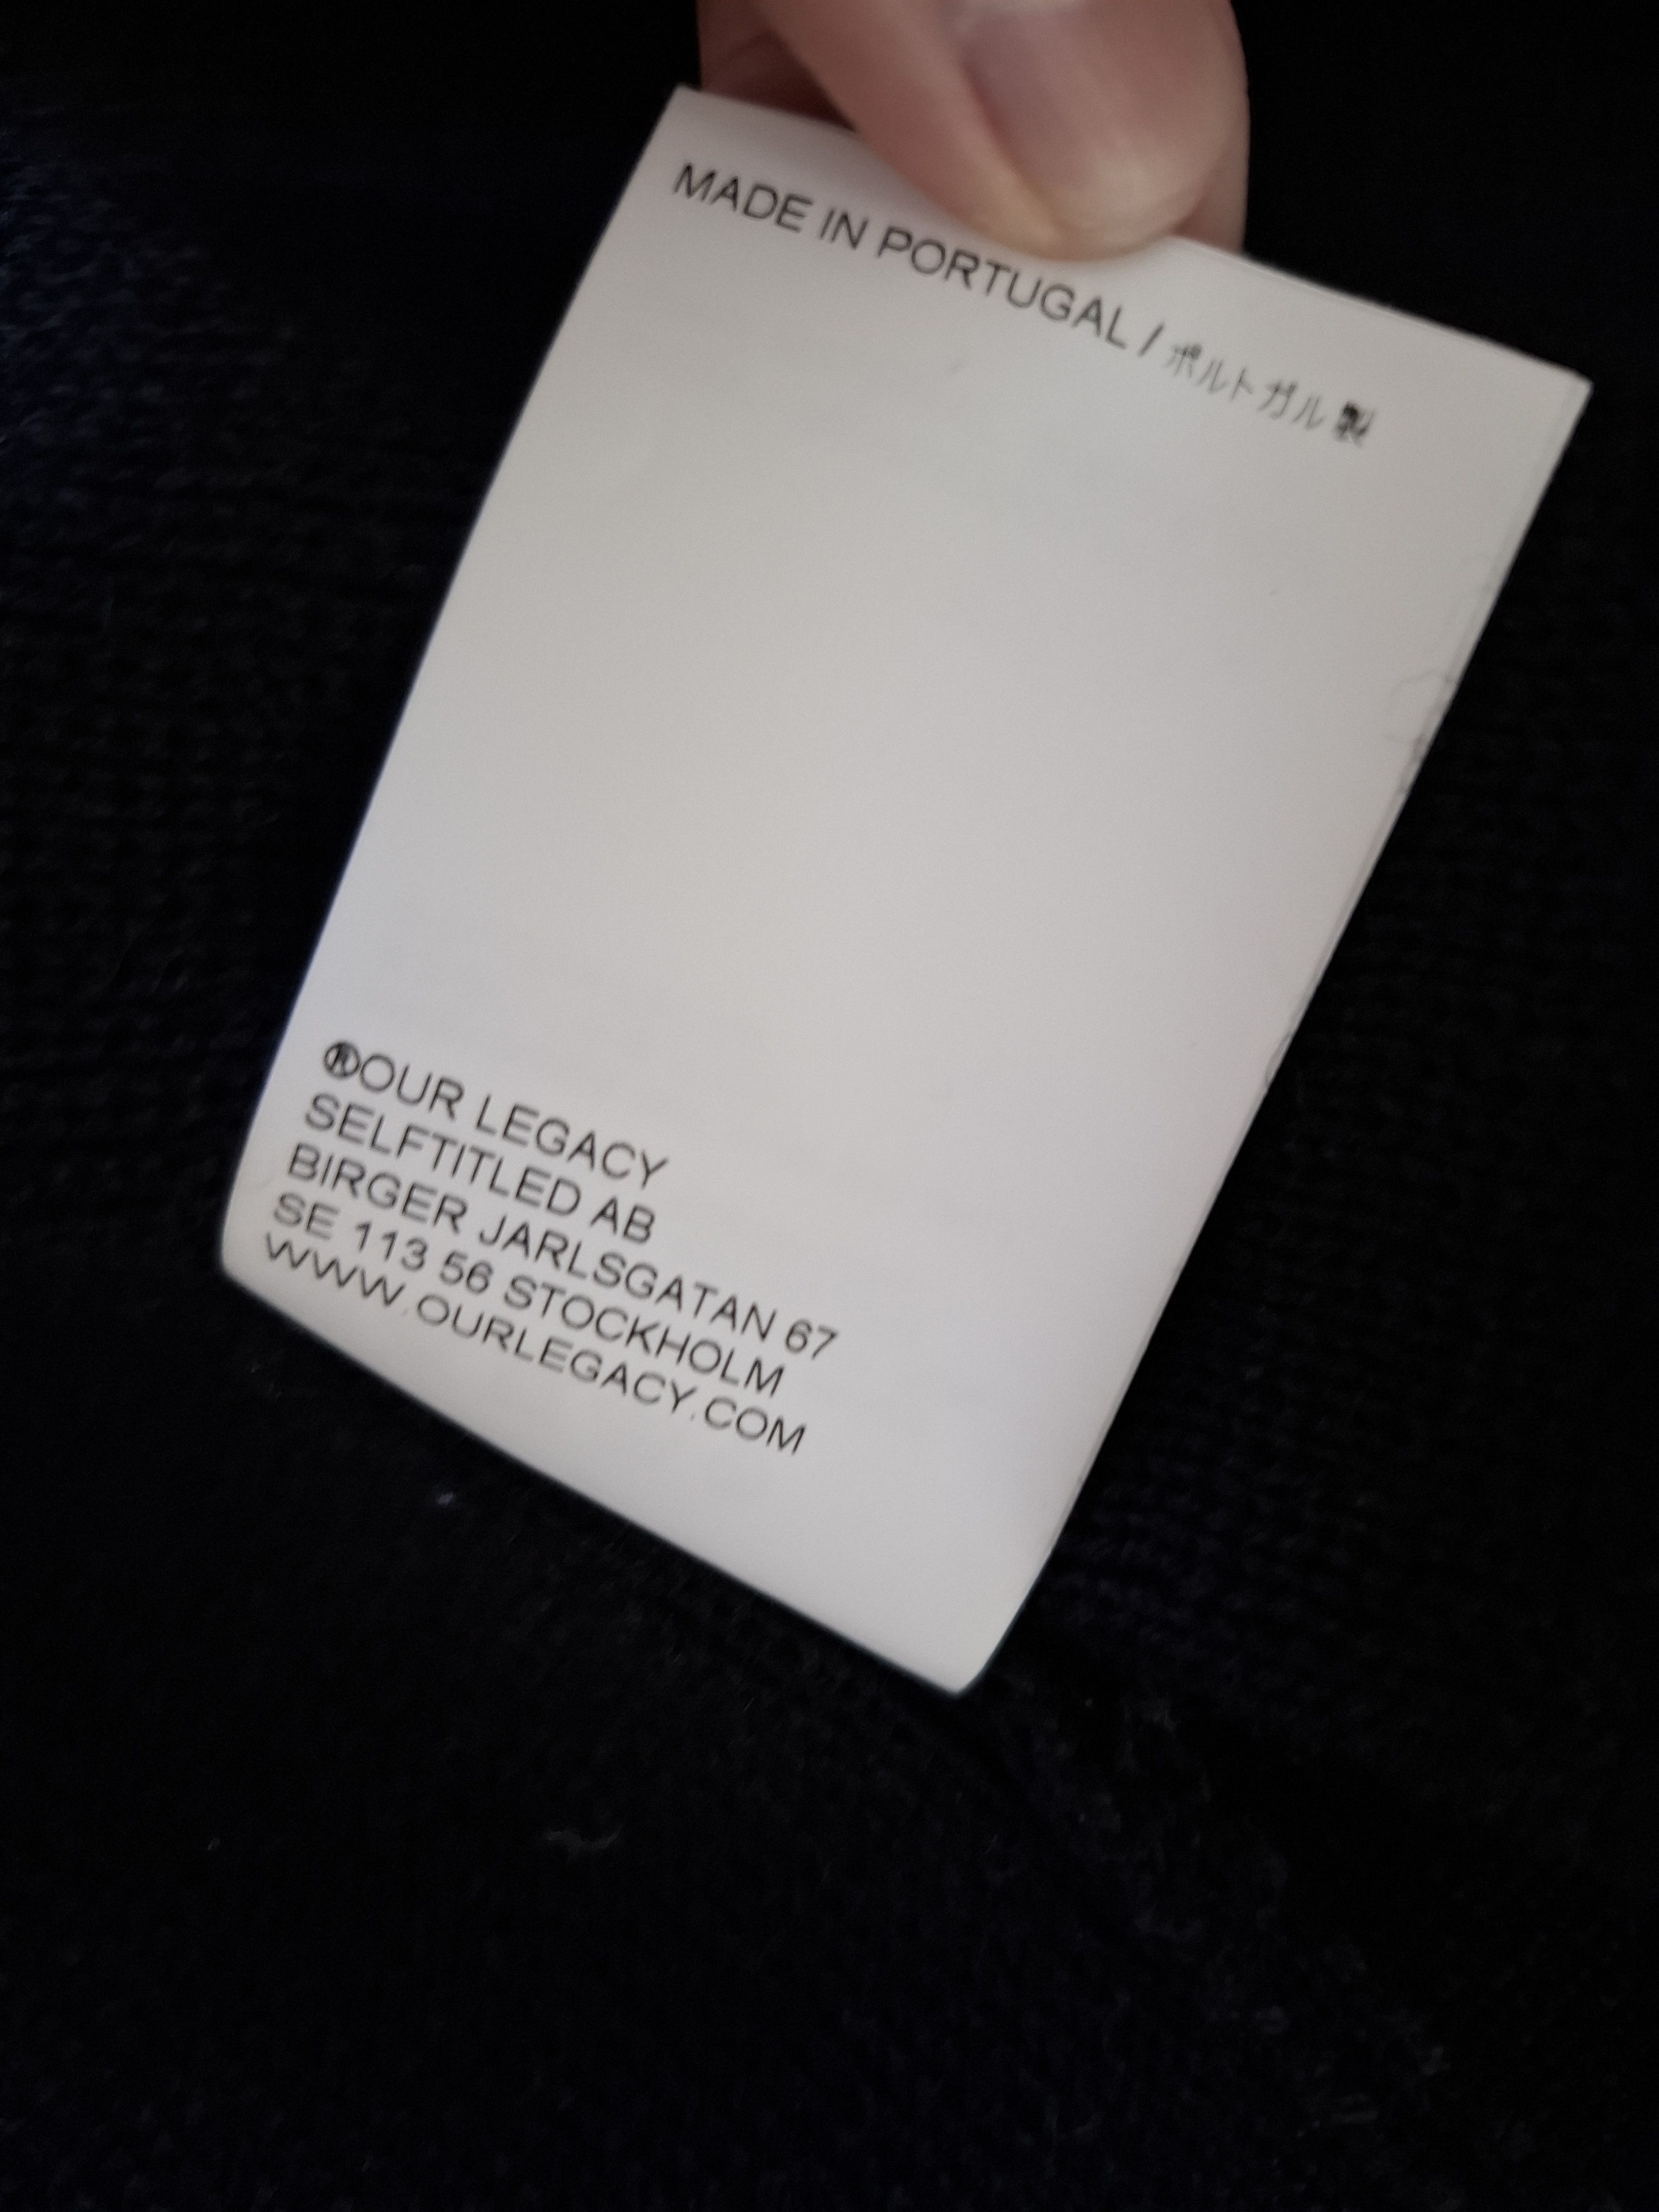 MADE IN PORTUGAL / ポルトガル製
®OUR LEGACY
SELFTITLED AB
BIRGER JARLSGATAN 67
SE 113 56 STOCKHOLM
WWW.OURLEGACY.COM